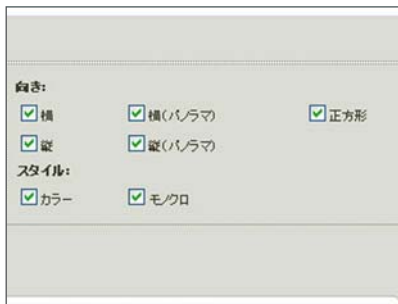 向き:
横 横(パノラマ) 正方形
縦 縦(パノラマ)
スタイル:
カラー モノクロ